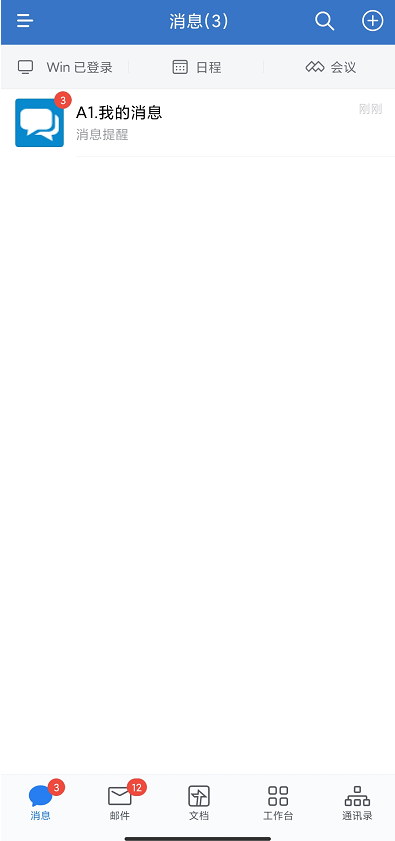 消息(3)
Win 已登录
日程
会议
3
A1.我的消息
刚刚
消息提醒
3
12
消息
邮件
文档
工作台
通讯录